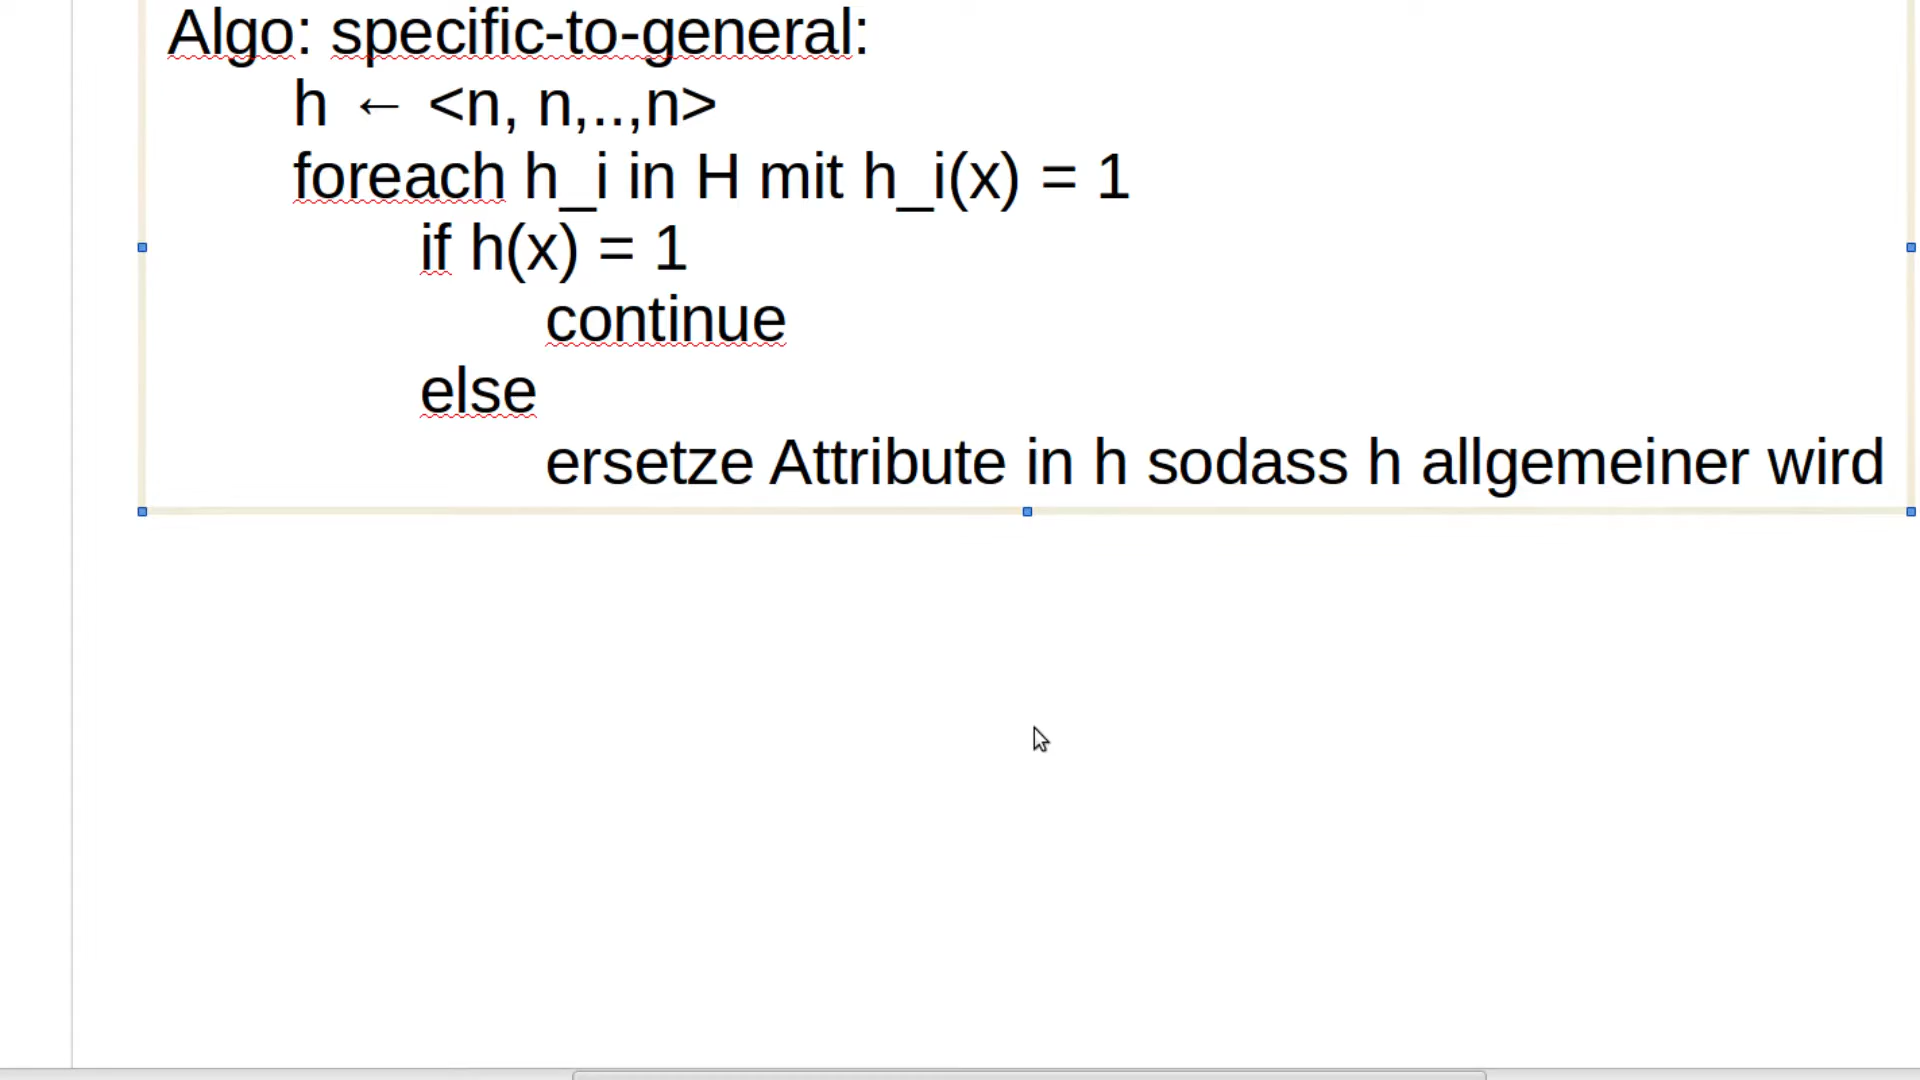 Algo: specific-to-general:
h ← <n, n,..,n>
foreach h_i in H mit h_i(x) = 1
if h(x) = 1
continue
else
ersetze Attribute in h sodass h allgemeiner wird